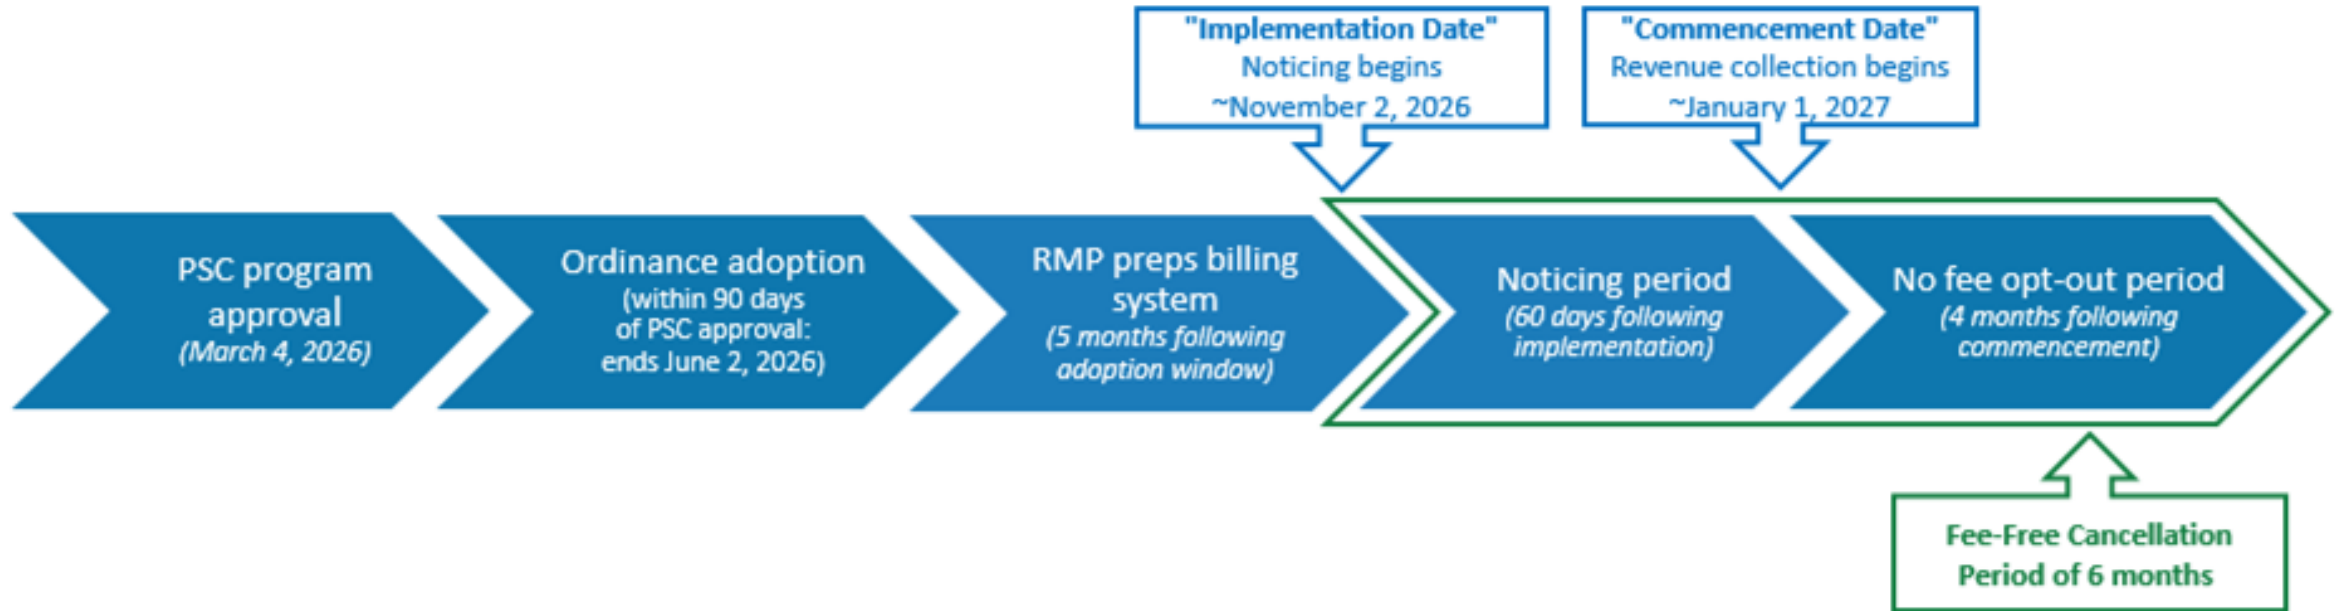 "Implementation Date"
Noticing begins
~November 2, 2026
"Commencement Date"
Revenue collection begins
~January 1, 2027
PSC program
approval
(March 4, 2026)
Ordinance adoption
(within 90 days
of PSC approval:
ends June 2, 2026)
RMP preps billing
system
(5 months following
adoption window)
Noticing period
(60 days following
implementation)
No fee opt-out period
(4 months following
commencement)
Fee-Free Cancellation
Period of 6 months